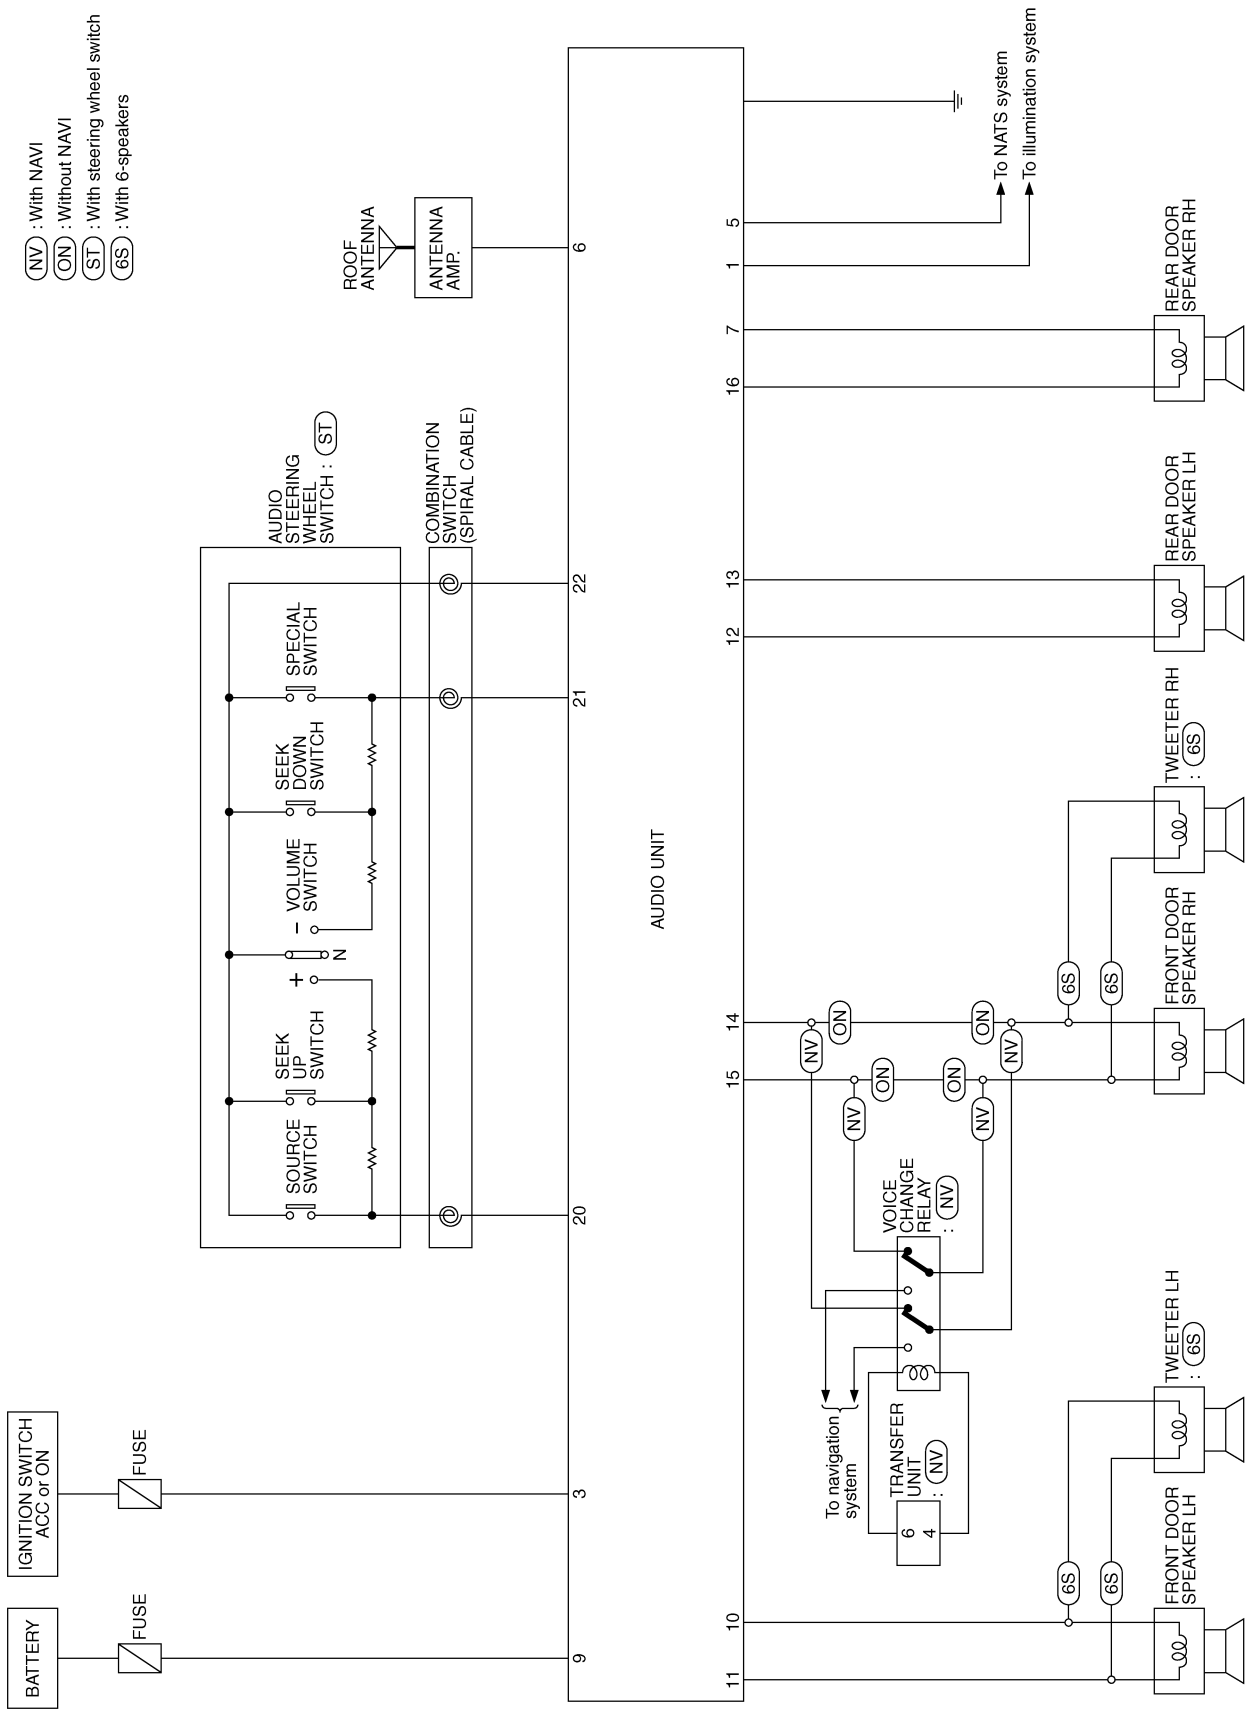 NV : With NAVI
ON : Without NAVI
ST : With steering wheel switch
6S : With 6-speakers
BATTERY
FUSE
IGNITION SWITCH
ACC or ON
FUSE
AUDIO
STEERING
WHEEL
SWITCH : ST
SOURCE
SWITCH
SEEK
UP
SWITCH
+
N
–
VOLUME
SWITCH
SEEK
DOWN
SWITCH
SPECIAL
SWITCH
COMBINATION
SWITCH
(SPIRAL CABLE)
ROOF
ANTENNA
ANTENNA
AMP.
9
3
20
21
22
6
AUDIO UNIT
11
10
15
14
12
13
16
7
1
5
NV
ON
ON
NV
NV
ON
ON
NV
To navigation
system
TRANSFER
UNIT
: NV
6
4
VOICE
CHANGE
RELAY
: NV
6S
6S
6S
6S
To NATS system
To illumination system
FRONT DOOR
SPEAKER LH
TWEETER LH
: 6S
FRONT DOOR
SPEAKER RH
TWEETER RH
: 6S
REAR DOOR
SPEAKER LH
REAR DOOR
SPEAKER RH